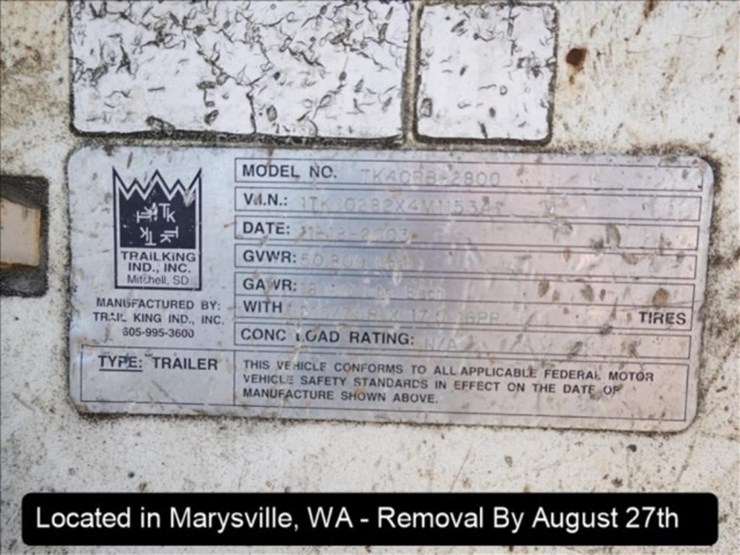 TRAILKING
IND., INC.
Mitchell, SD
MANUFACTURED BY:
TRAIL KING IND., INC.
605-995-3600
TYPE: TRAILER
MODEL NO. -2800
V.I.N.:
DATE:
GVWR:
GAWR:
WITH TIRES
CONC LOAD RATING: N/A
THIS VEHICLE CONFORMS TO ALL APPLICABLE FEDERAL MOTOR
VEHICLE SAFETY STANDARDS IN EFFECT ON THE DATE OF
MANUFACTURE SHOWN ABOVE.
Located in Marysville, WA - Removal By August 27th